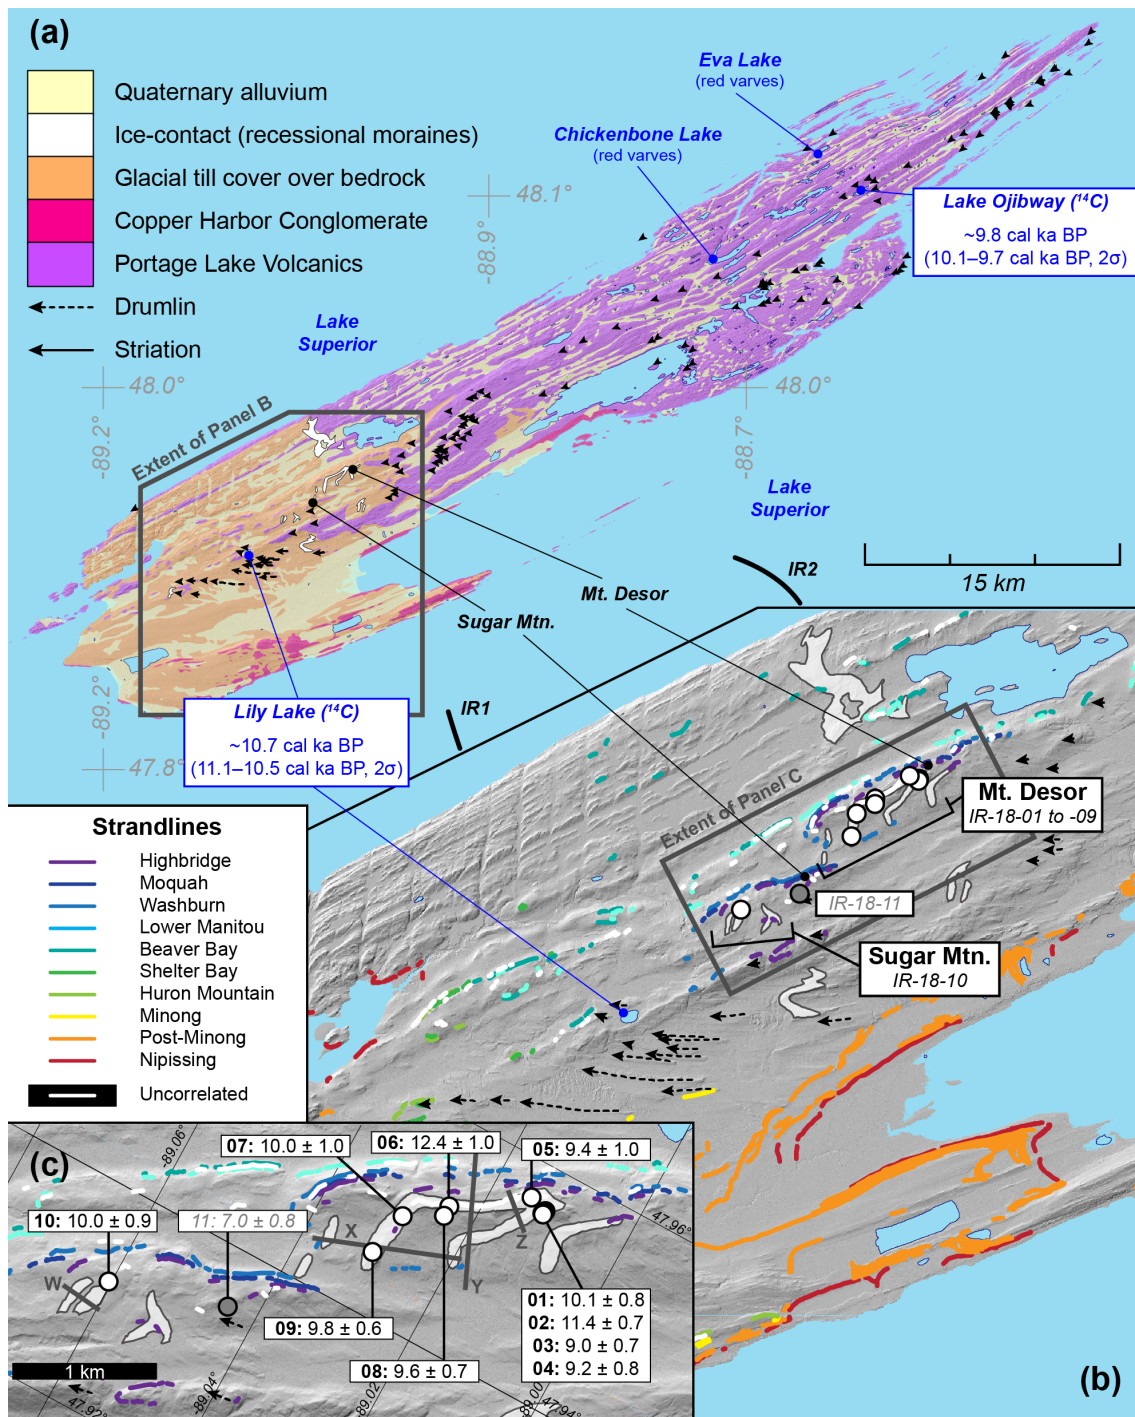 (a)
Quaternary alluvium
Ice-contact (recessional moraines)
Glacial till cover over bedrock
Copper Harbor Conglomerate
Portage Lake Volcanics
Drumlin
Striation
Eva Lake
(red varves)
Chickenbone Lake
(red varves)
48.1°
-88.9°
Lake Ojibway (¹⁴C)
~9.8 cal ka BP
(10.1–9.7 cal ka BP, 2σ)
Lake
Superior
48.0°
-89.2°
48.0°
-88.7°
Extent of Panel B
Lake
Superior
15 km
IR2
Mt. Desor
Sugar Mtn.
IR1
-89.2°
47.8°
Lily Lake (¹⁴C)
~10.7 cal ka BP
(11.1–10.5 cal ka BP, 2σ)
Extent of Panel C
Mt. Desor
IR-18-01 to -09
IR-18-11
Sugar Mtn.
IR-18-10
Strandlines
Highbridge
Moquah
Washburn
Lower Manitou
Beaver Bay
Shelter Bay
Huron Mountain
Minong
Post-Minong
Nipissing
Uncorrelated
(c)
-89.06°
07: 10.0 ± 1.0
06: 12.4 ± 1.0
05: 9.4 ± 1.0
10: 10.0 ± 0.9
11: 7.0 ± 0.8
47.96°
X
Z
W
Y
01: 10.1 ± 0.8
02: 11.4 ± 0.7
03: 9.0 ± 0.7
04: 9.2 ± 0.8
09: 9.8 ± 0.6
08: 9.6 ± 0.7
1 km
47.92°
-89.04°
-89.02°
-89.00°
47.94°
(b)